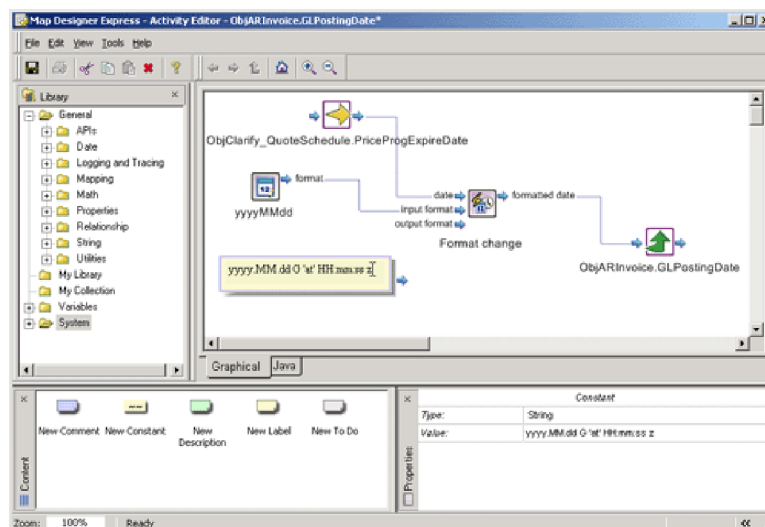 Map Designer Express - Activity Editor - ObjARInvoice.GLPostingDate*
File Edit View Tools Help
Library
General
APIs
Date
Logging and Tracing
Mapping
Math
Properties
Relationship
String
Utilities
My Library
My Collection
Variables
System
ObjClarify_QuoteSchedule.PriceProgExpireDate
12
format
yyyyMMdd
date
input format
output format
formatted date
Format change
ObjARInvoice.GLPostingDate
yyyy.MM.dd G 'at' HH:mm:ss z
Graphical Java
Content
New Comment New Constant New Description New Label New To Do
Properties
Constant
Type: String
Value: yyyy.MM.dd G 'at' HH:mm:ss z
Zoom: 100% Ready